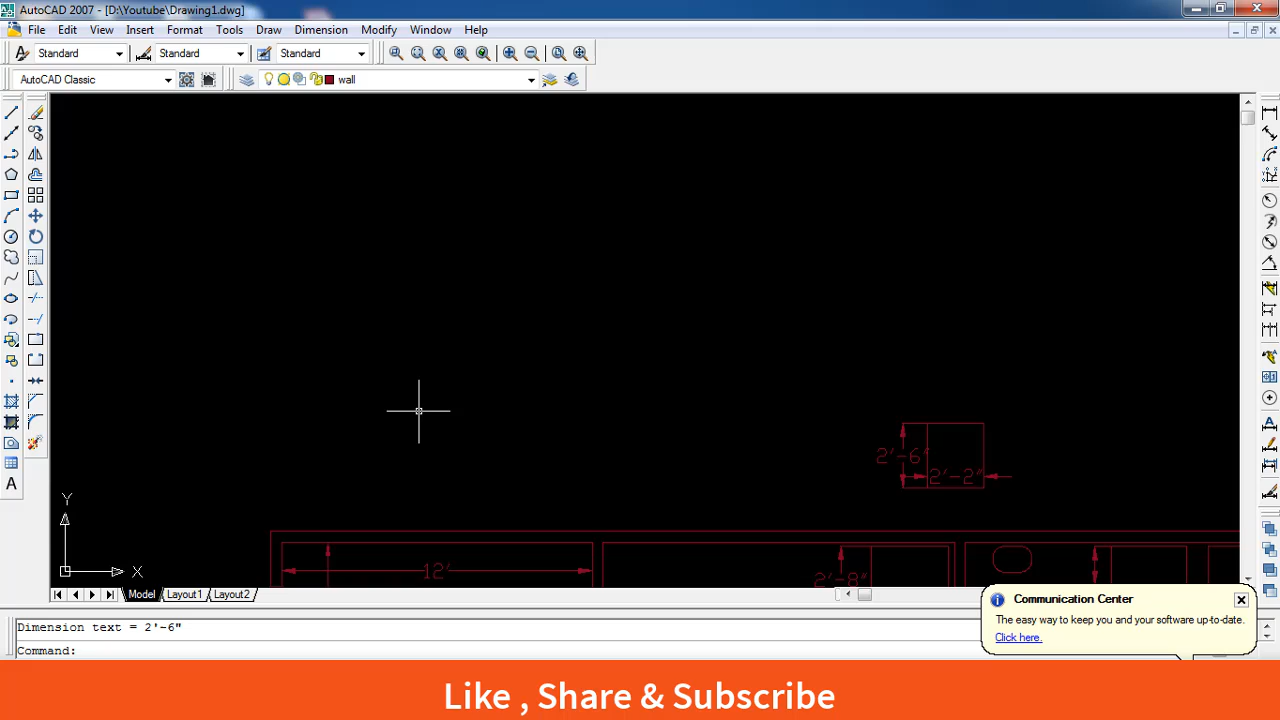 AutoCAD 2007 - [D:\Youtube\Drawing1.dwg]
File Edit View Insert Format Tools Draw Dimension Modify Window Help
Standard Standard Standard
AutoCAD Classic wall
2'-6"
2'-2"
Y
X
12'
2'-8"
Model Layout1 Layout2
Communication Center
The easy way to keep you and your software up-to-date.
Click here.
Dimension text = 2'-6"
Command:
Like , Share & Subscribe